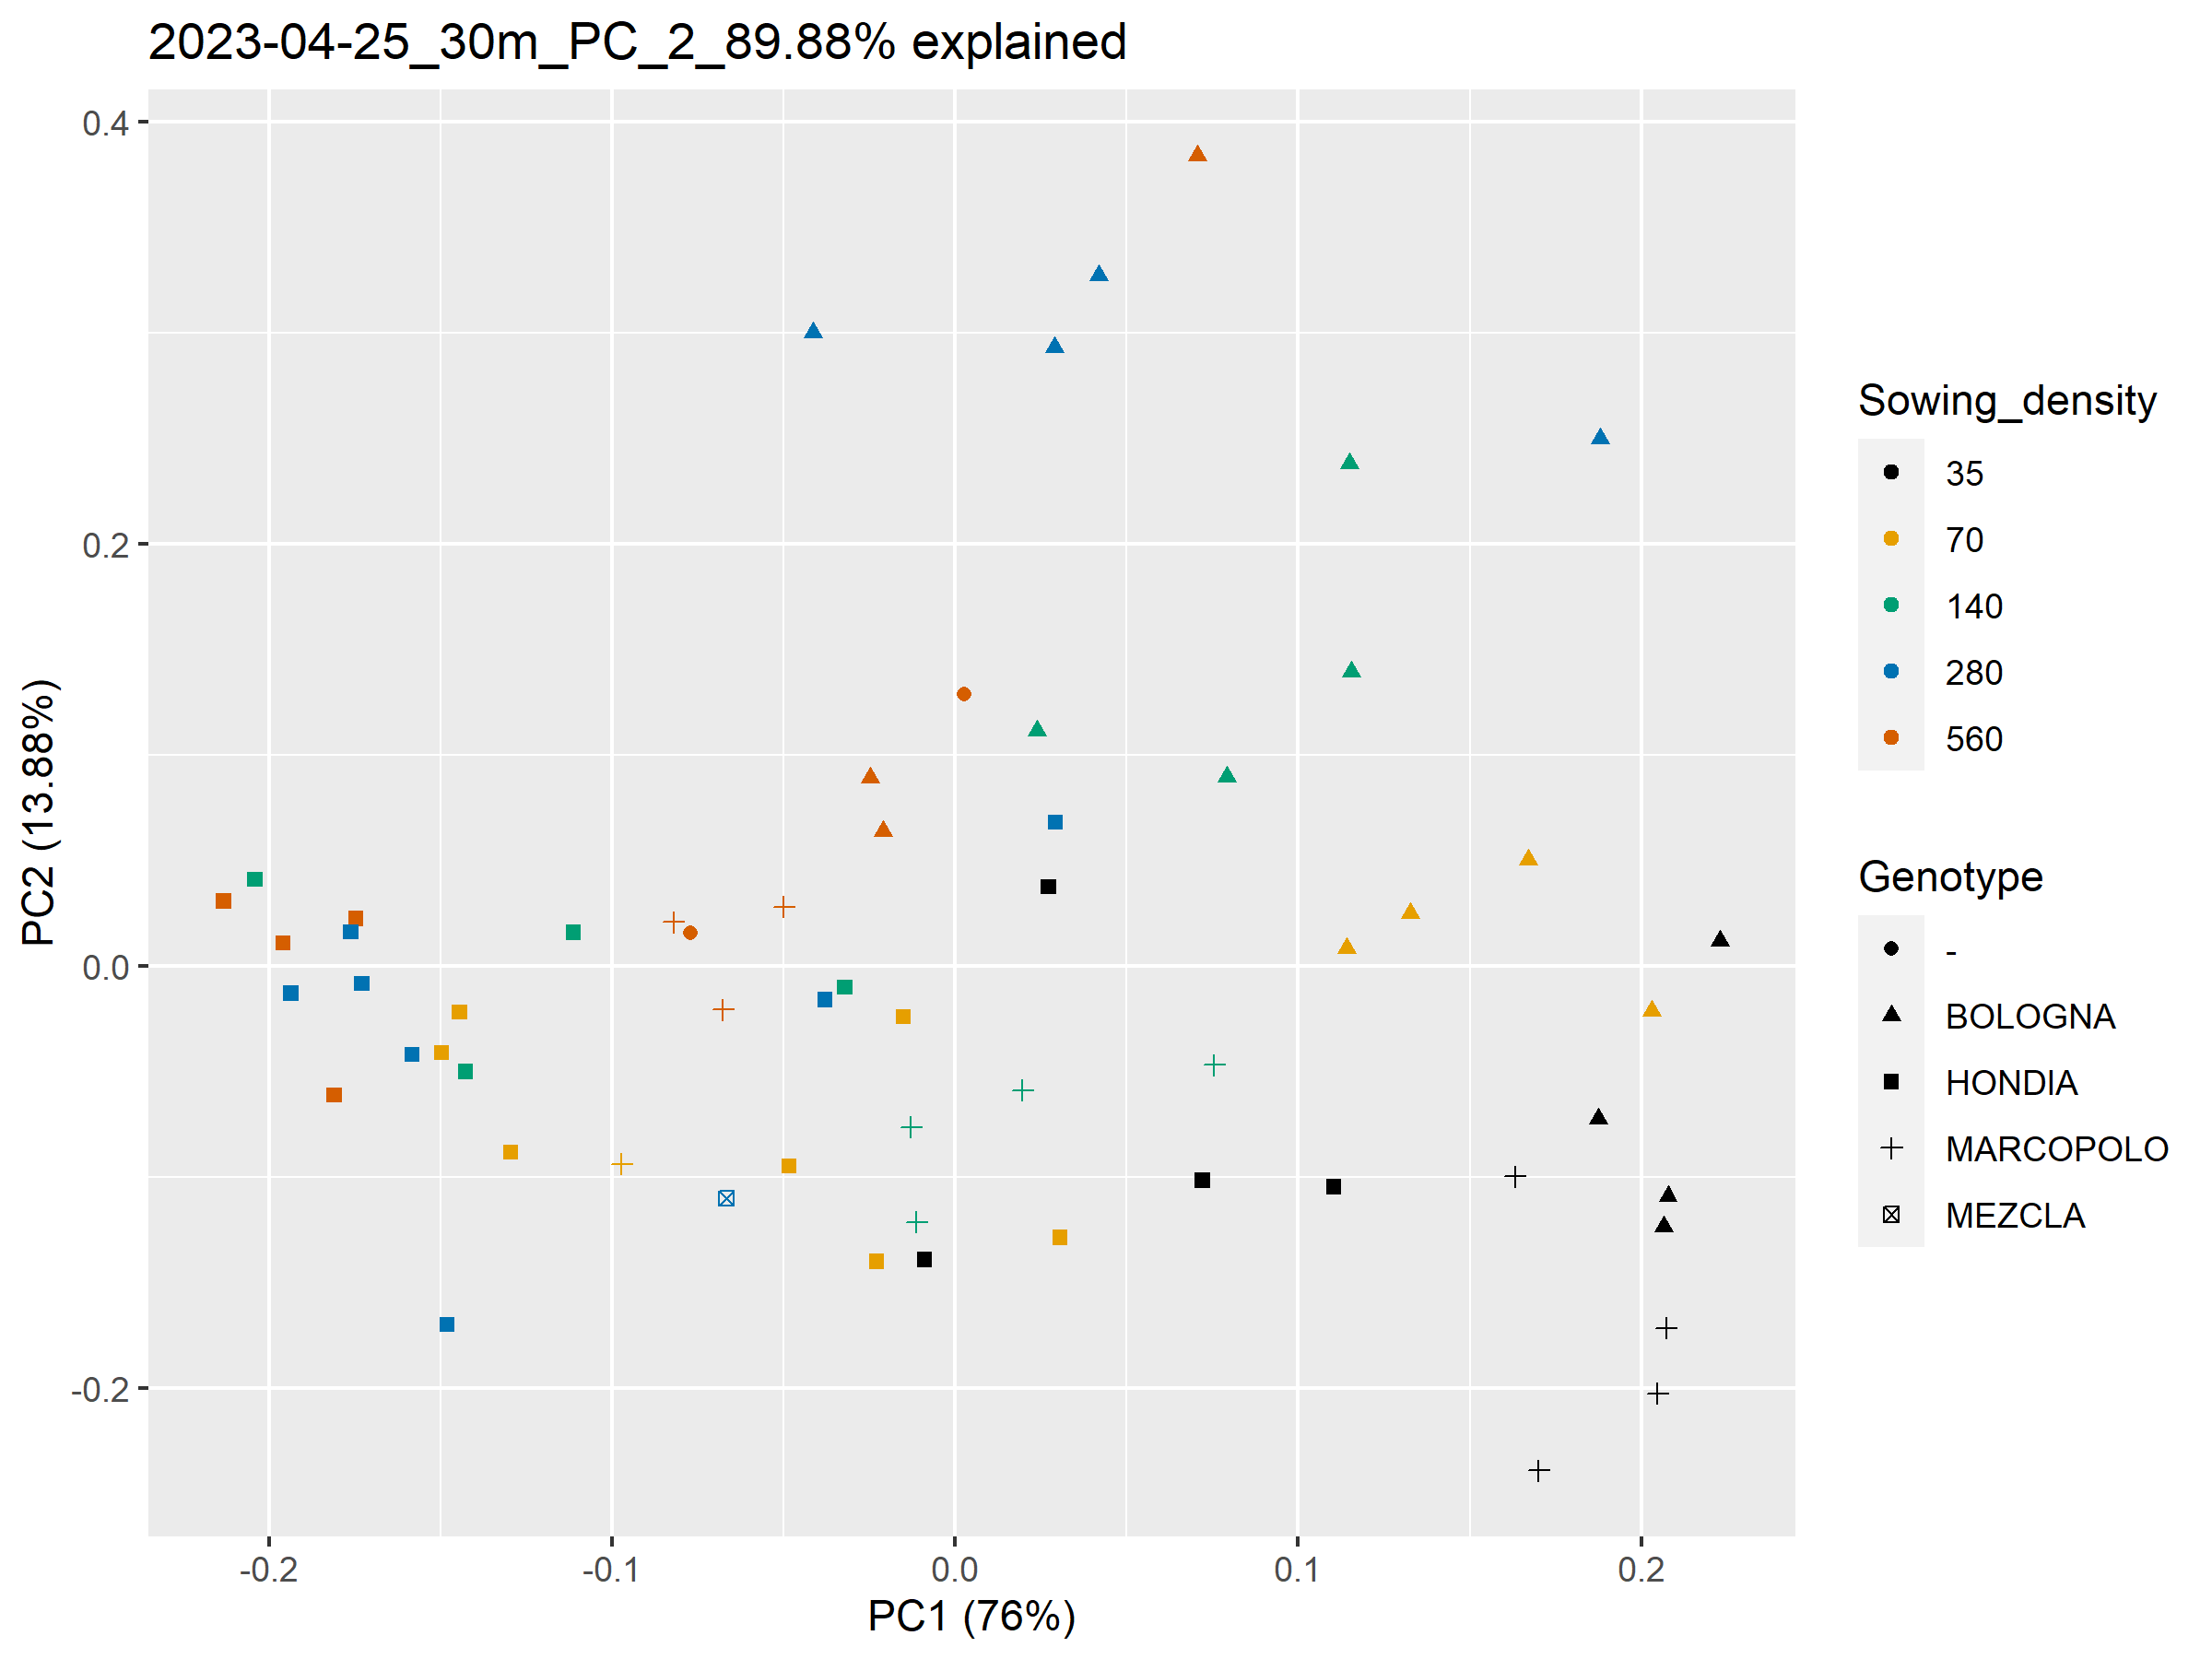 2023-04-25_30m_PC_2_89.88% explained
0.4
0.2
0.0
-0.2
PC2 (13.88%)
-0.2
-0.1
0.0
0.1
0.2
PC1 (76%)
Sowing_density
35
70
140
280
560
Genotype
-
BOLOGNA
HONDIA
MARCOPOLO
MEZCLA